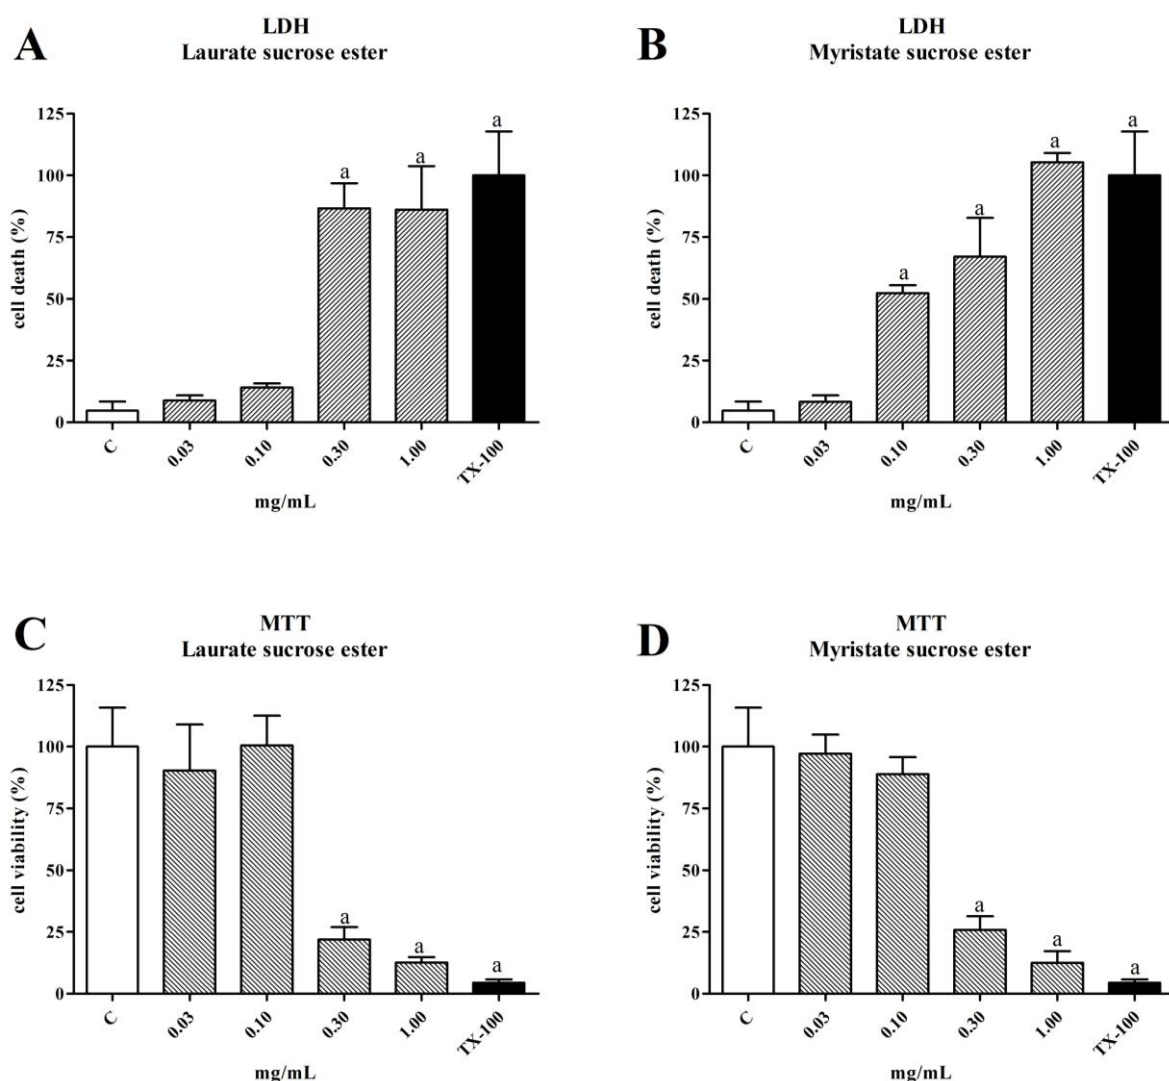 A
LDH
Laurate sucrose ester
cell death (%)
125
100
75
50
25
0
a
a
a
C
0.03
0.10
0.30
1.00
TX-100
mg/mL
B
LDH
Myristate sucrose ester
cell death (%)
125
100
75
50
25
0
a
a
a
a
C
0.03
0.10
0.30
1.00
TX-100
mg/mL
C
MTT
Laurate sucrose ester
cell viability (%)
125
100
75
50
25
0
a
a
a
C
0.03
0.10
0.30
1.00
TX-100
mg/mL
D
MTT
Myristate sucrose ester
cell viability (%)
125
100
75
50
25
0
a
a
a
C
0.03
0.10
0.30
1.00
TX-100
mg/mL